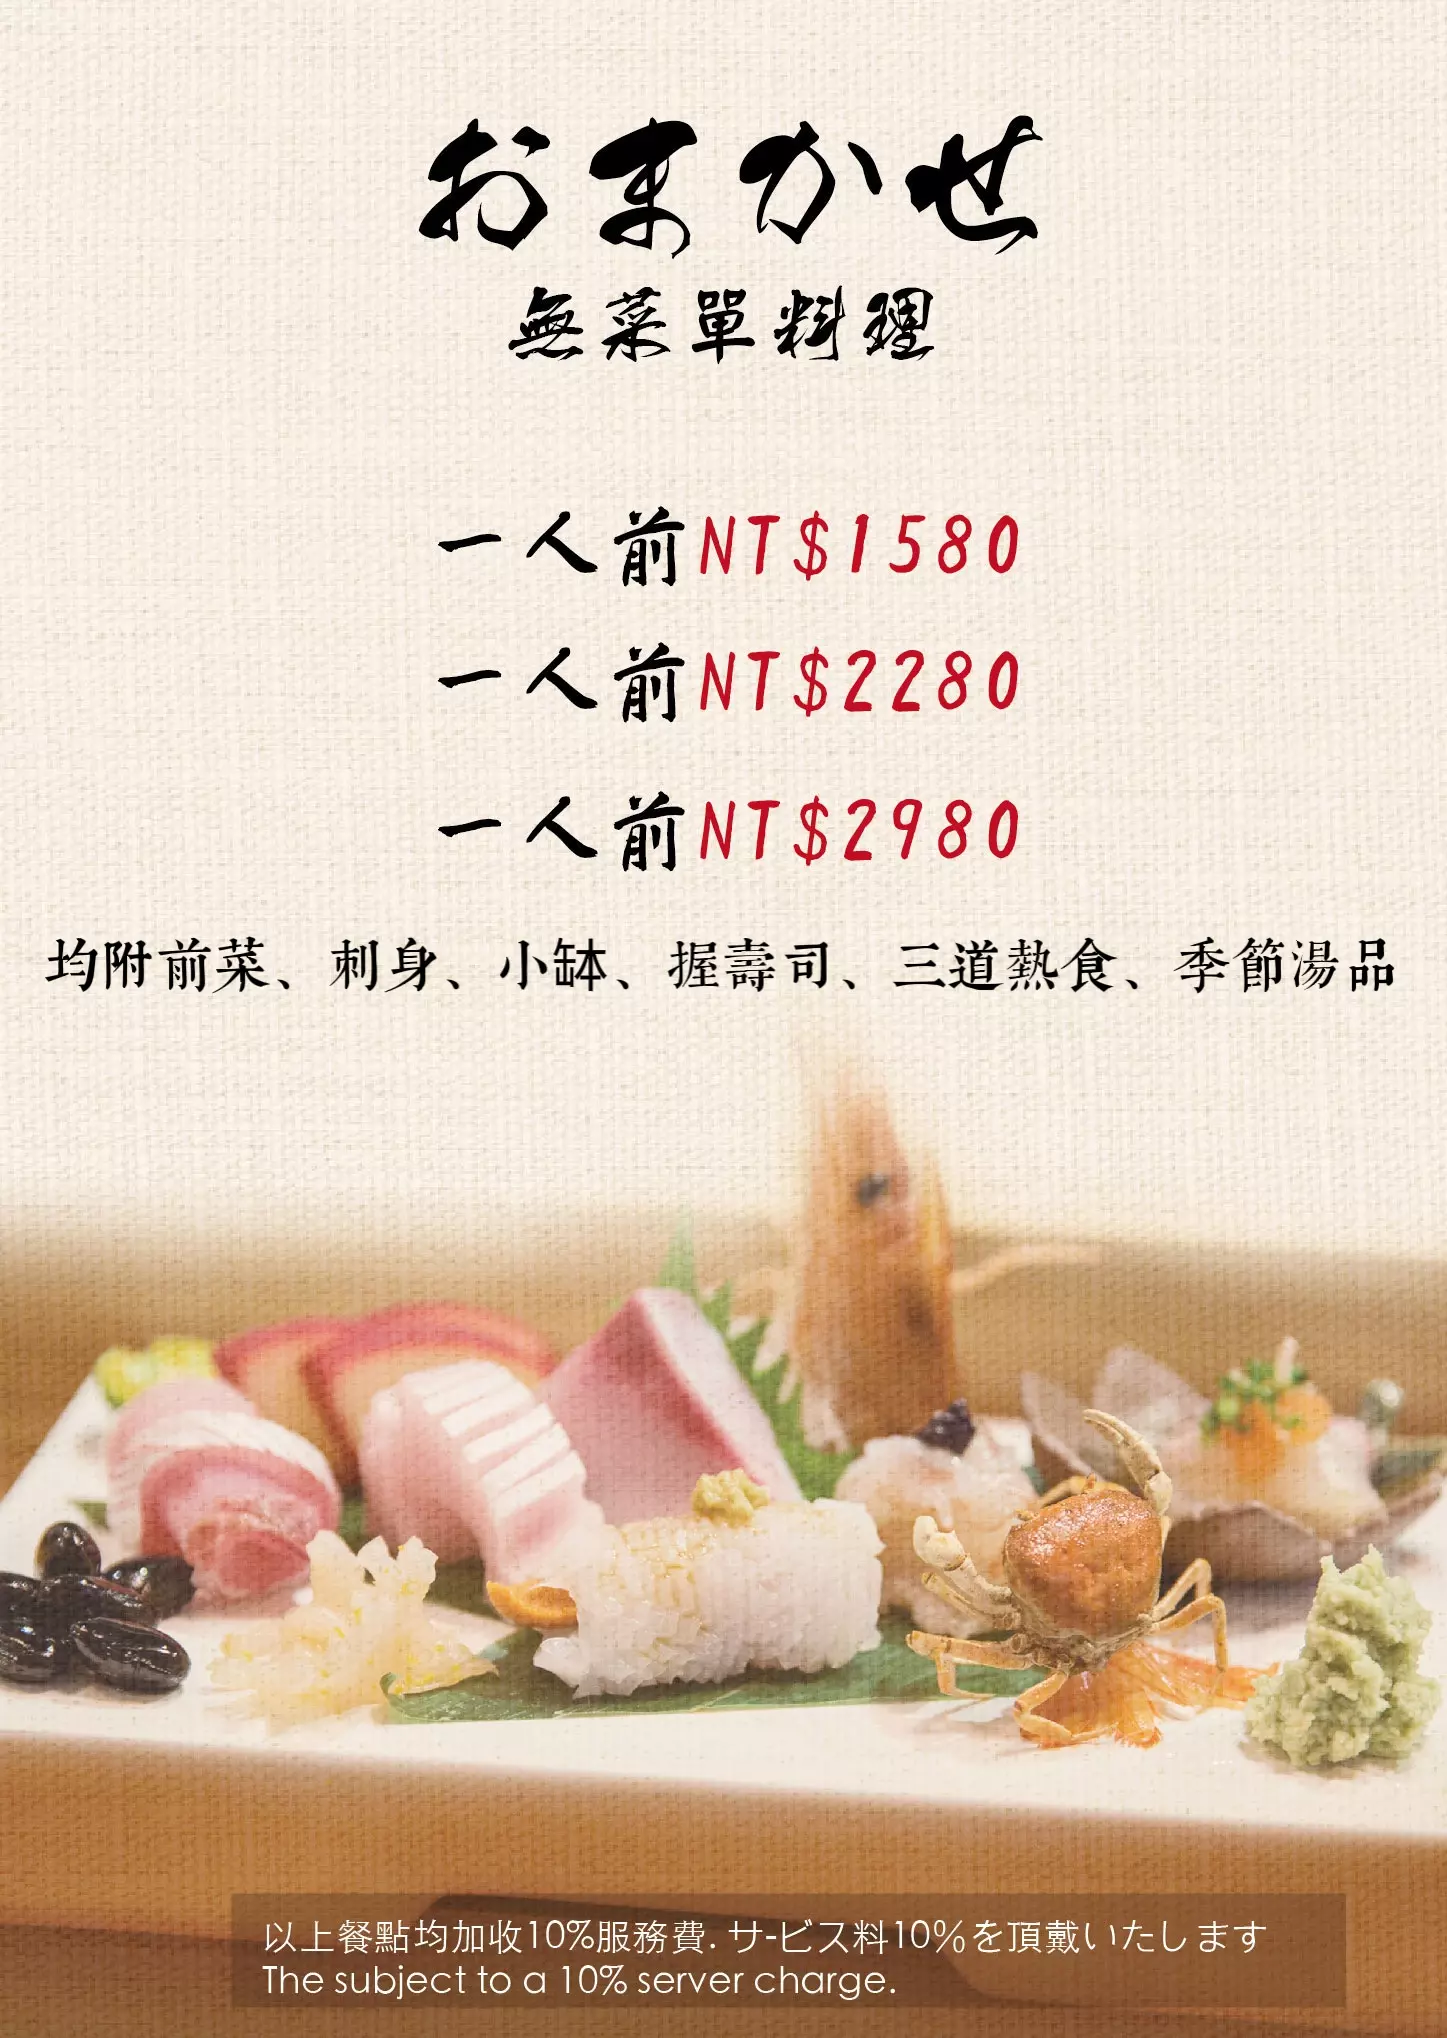 おまかせ
無菜單料理
一人前NT$1580
一人前NT$2280
一人前NT$2980
均附前菜、刺身、小缽、握壽司、三道熱食、季節湯品
以上餐點均加收10%服務費. サ-ビス料10%を頂戴いたします
The subject to a 10% server charge.